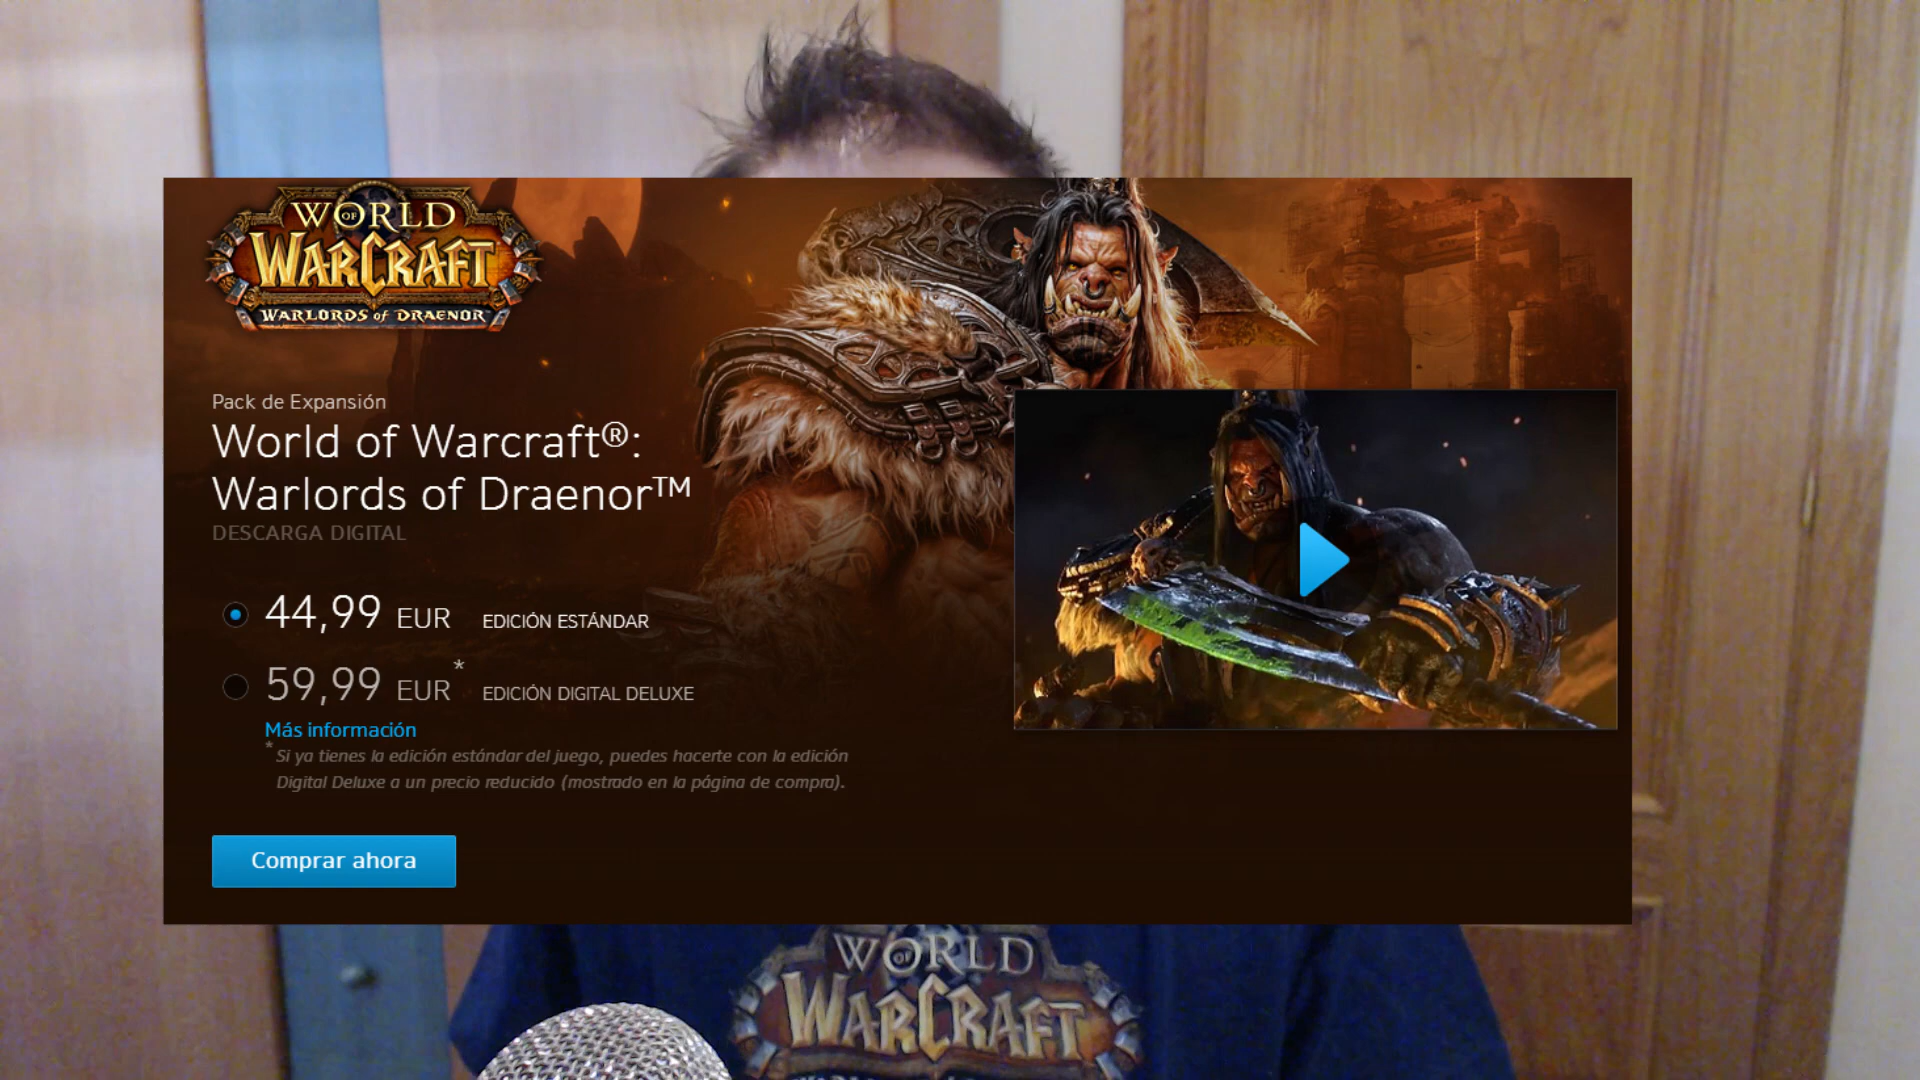 WORLD
OF
WARCRAFT
WARLORDS OF DRAENOR
Pack de Expansión
World of Warcraft®:
Warlords of Draenor™
DESCARGA DIGITAL
44,99 EUR EDICIÓN ESTÁNDAR
59,99 EUR* EDICIÓN DIGITAL DELUXE
Más información
* Si ya tienes la edición estándar del juego, puedes hacerte con la edición
Digital Deluxe a un precio reducido (mostrado en la página de compra).
Comprar ahora
WORLD
OF
WARCRAFT